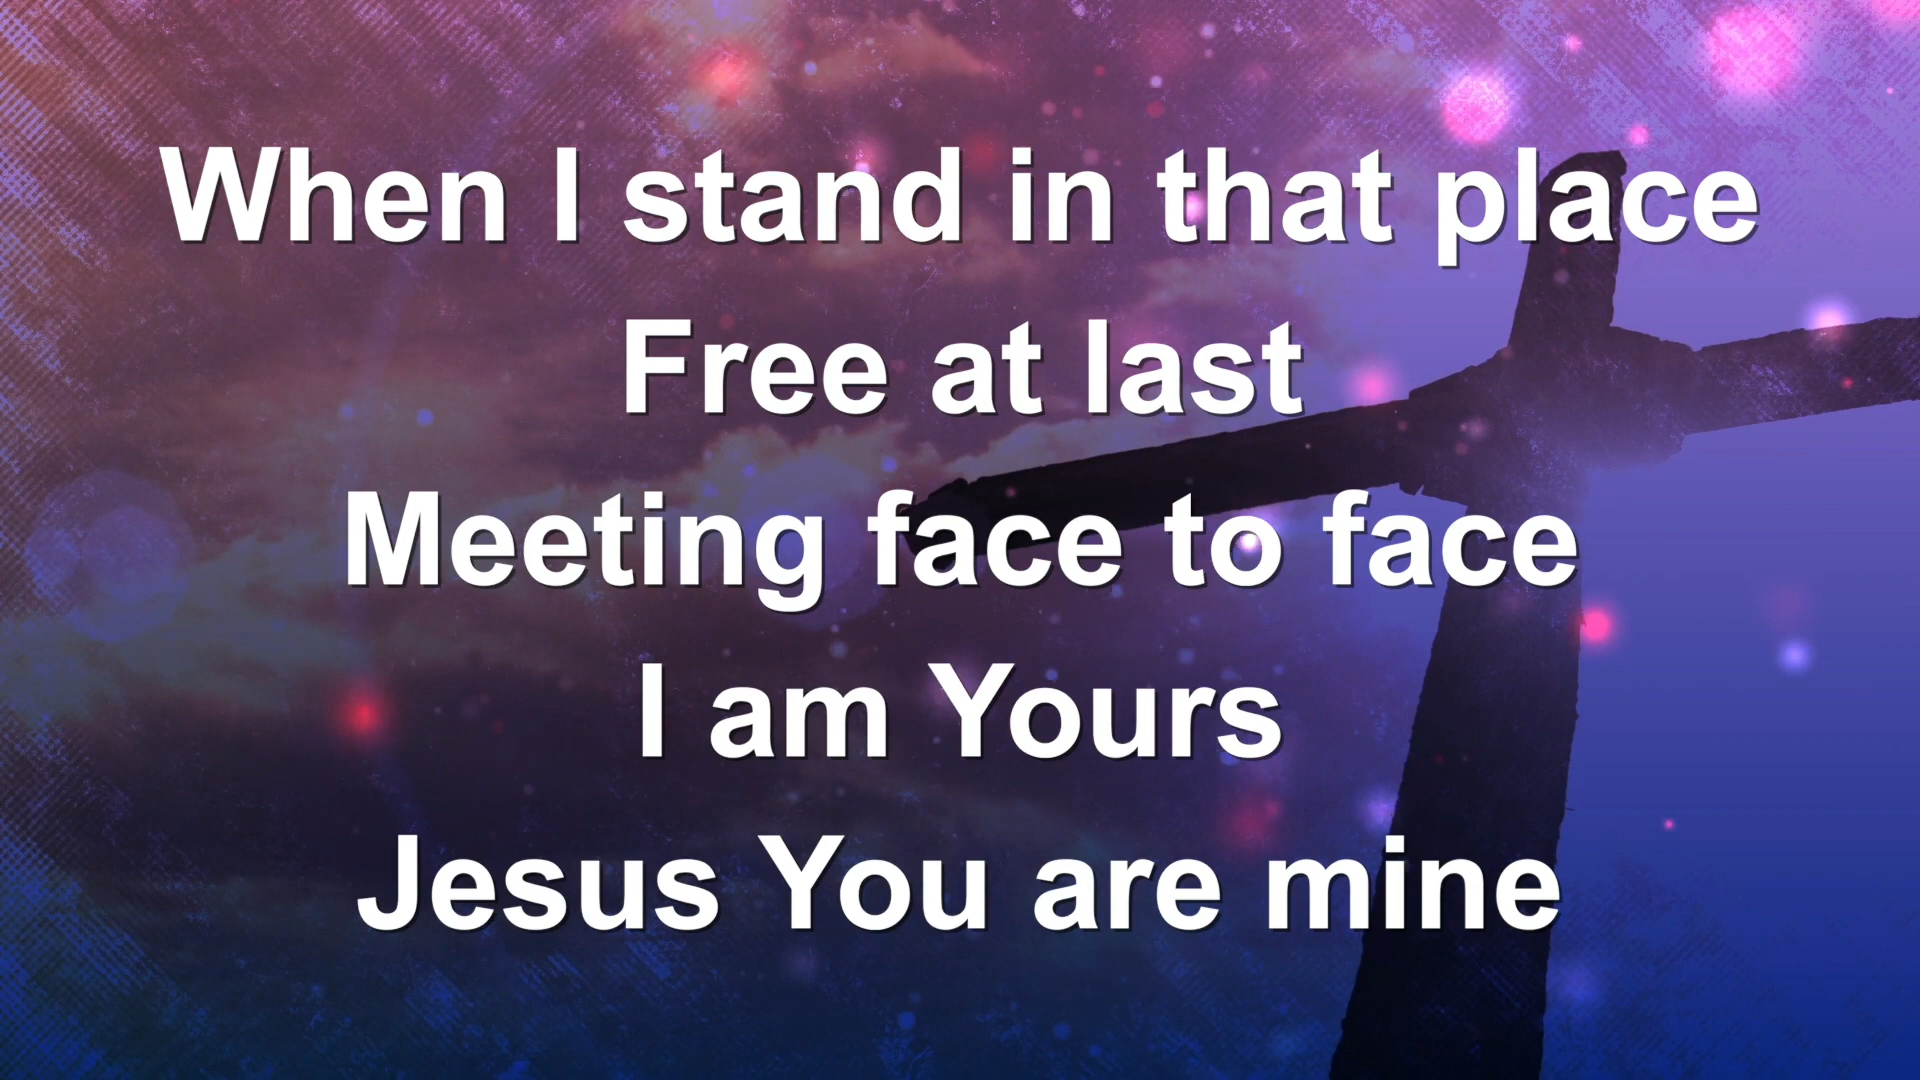 When I stand in that place
Free at last
Meeting face to face
I am Yours
Jesus You are mine